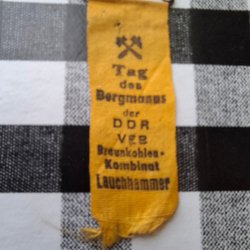 Tag
des
Bergmanns
der
DDR
VEB
Braunkohlen-
Kombinat
Lauchhammer